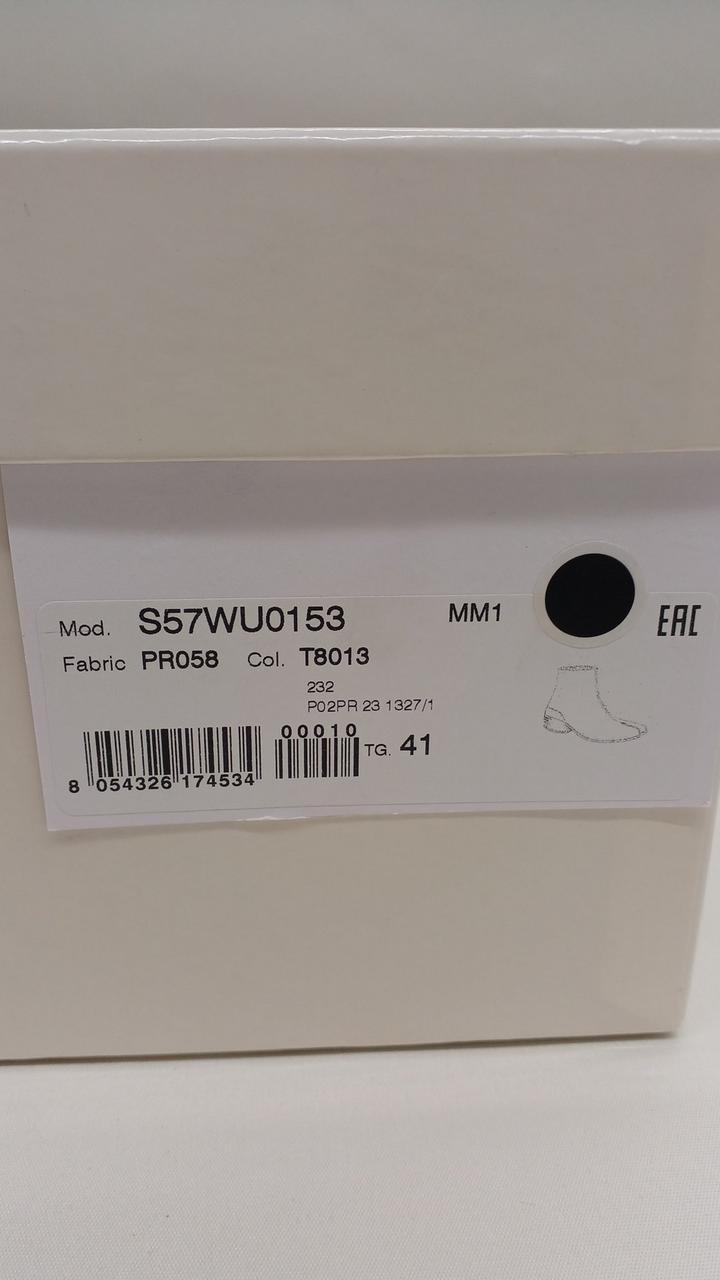 Mod. S57WU0153 MM1 EAC
Fabric PR058 Col. T8013
232
P02PR 23 1327/1
00010
TG. 41
8 054326 174534